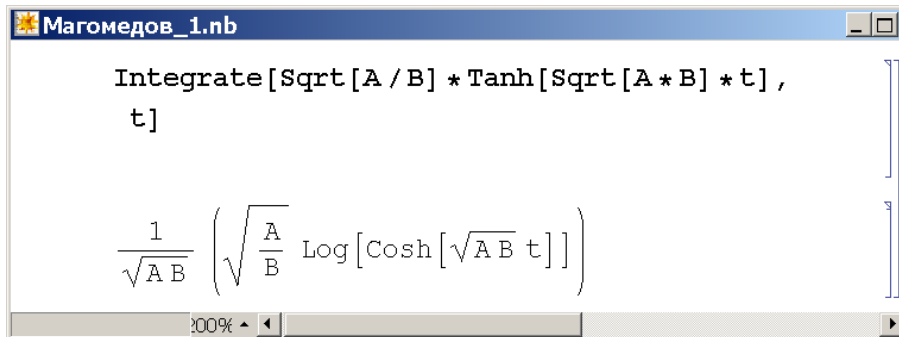 Магомедов_1.nb
Integrate[Sqrt[A / B] * Tanh[Sqrt[A * B] * t],
t]
1/√(A B) (√(A/B) Log[Cosh[√(A B) t]])
200%